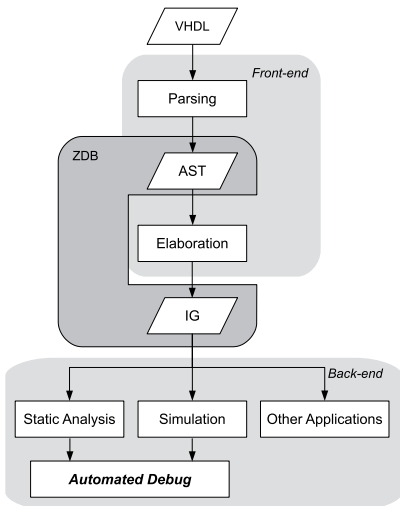 VHDL
Front-end
Parsing
ZDB
AST
Elaboration
IG
Back-end
Static Analysis
Simulation
Other Applications
Automated Debug